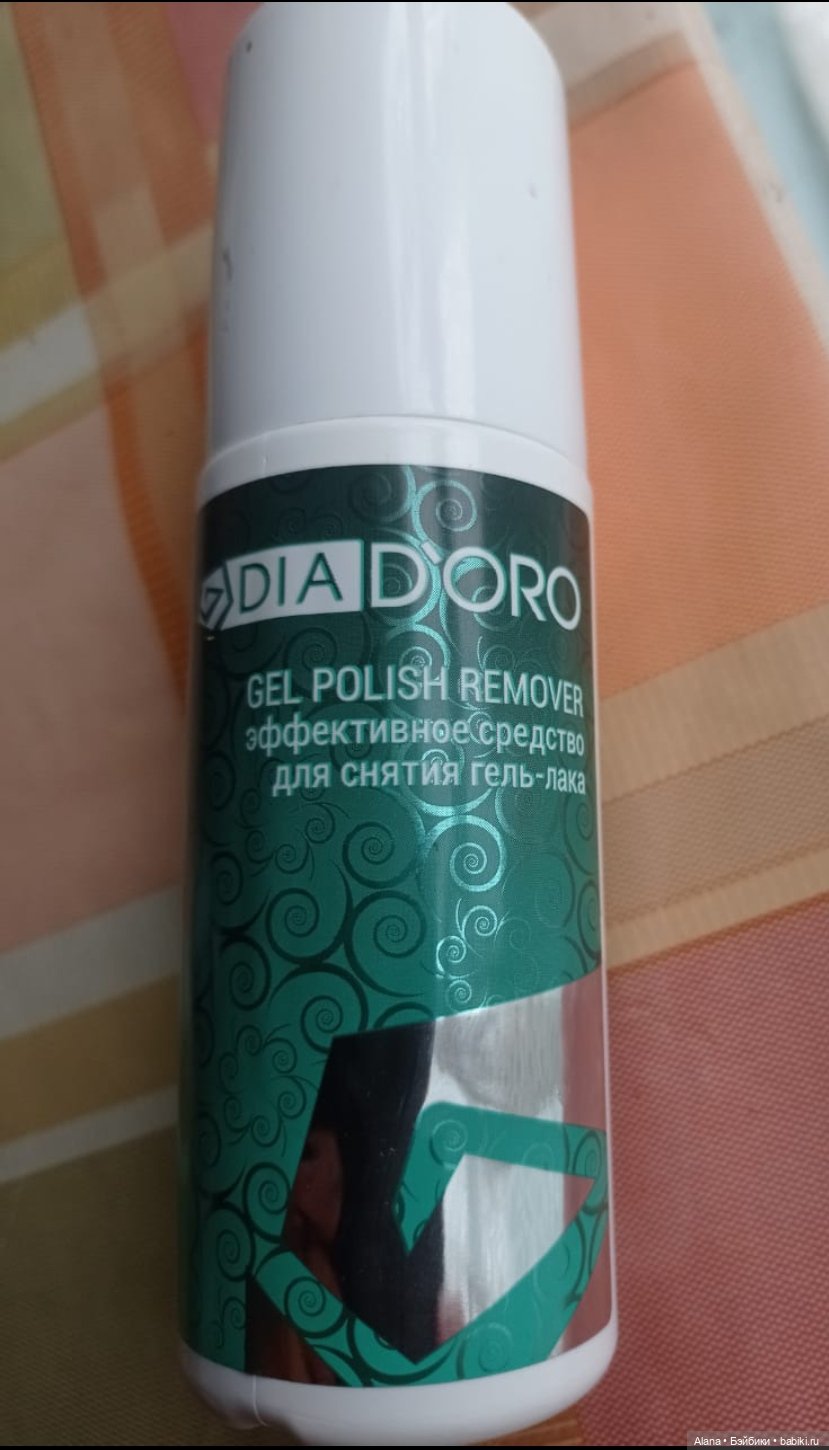 DIA D'ORO
GEL POLISH REMOVER
эффективное средство
для снятия гель-лака
Alana • Бэйбики • babiki.ru